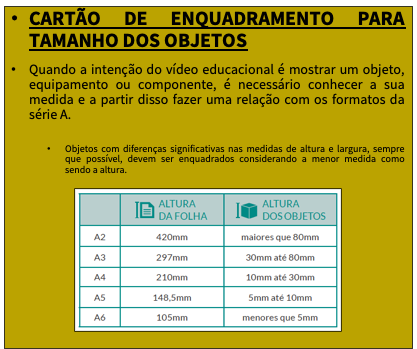 • CARTÃO DE ENQUADRAMENTO PARA
TAMANHO DOS OBJETOS
• Quando a intenção do vídeo educacional é mostrar um objeto,
equipamento ou componente, é necessário conhecer a sua
medida e a partir disso fazer uma relação com os formatos da
série A.
• Objetos com diferenças significativas nas medidas de altura e largura, sempre
que possível, devem ser enquadrados considerando a menor medida como
sendo a altura.
ALTURA DA FOLHA ALTURA DOS OBJETOS
A2 420mm maiores que 80mm
A3 297mm 30mm até 80mm
A4 210mm 10mm até 30mm
A5 148,5mm 5mm até 10mm
A6 105mm menores que 5mm